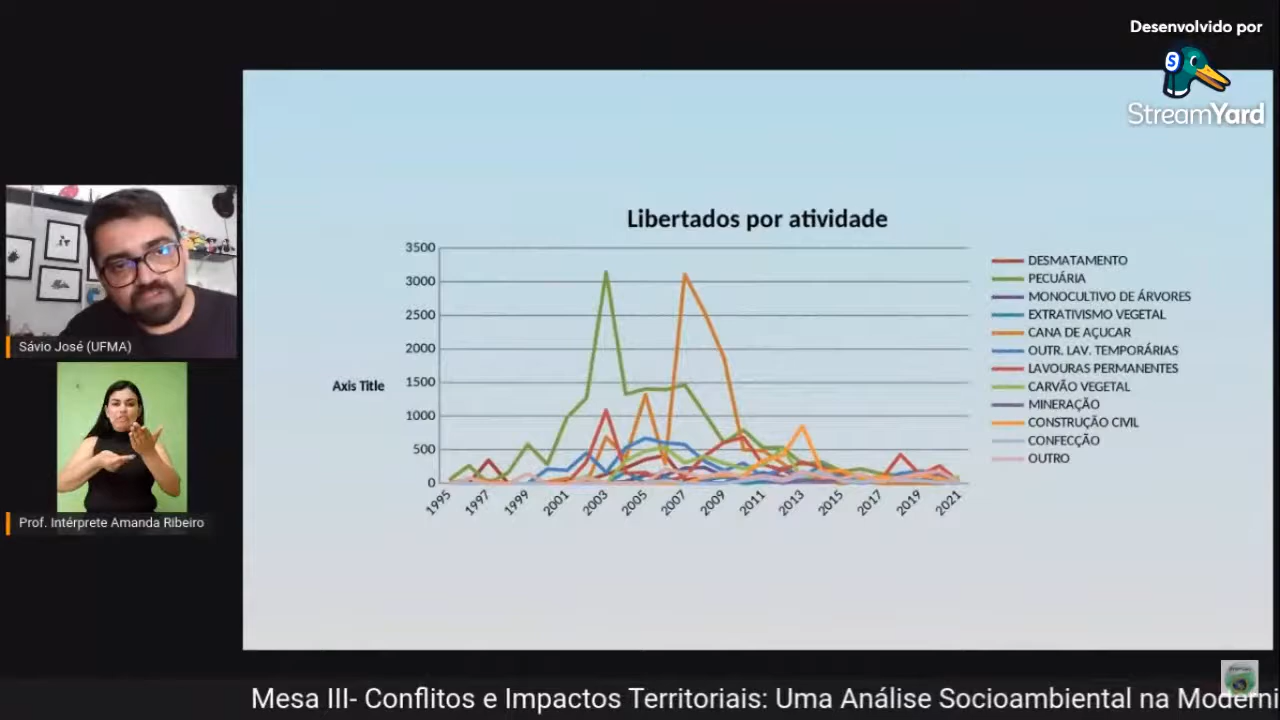 Desenvolvido por
StreamYard
Libertados por atividade
3500
3000
2500
2000
1500
1000
500
0
Axis Title
1995
1997
1999
2001
2003
2005
2007
2009
2011
2013
2015
2017
2019
2021
DESMATAMENTO
PECUÁRIA
MONOCULTIVO DE ÁRVORES
EXTRATIVISMO VEGETAL
CANA DE AÇUCAR
OUTR. LAV. TEMPORÁRIAS
LAVOURAS PERMANENTES
CARVÃO VEGETAL
MINERAÇÃO
CONSTRUÇÃO CIVIL
CONFECÇÃO
OUTRO
Sávio José (UFMA)
Prof. Intérprete Amanda Ribeiro
Mesa III- Conflitos e Impactos Territoriais: Uma Análise Socioambiental na Moderni